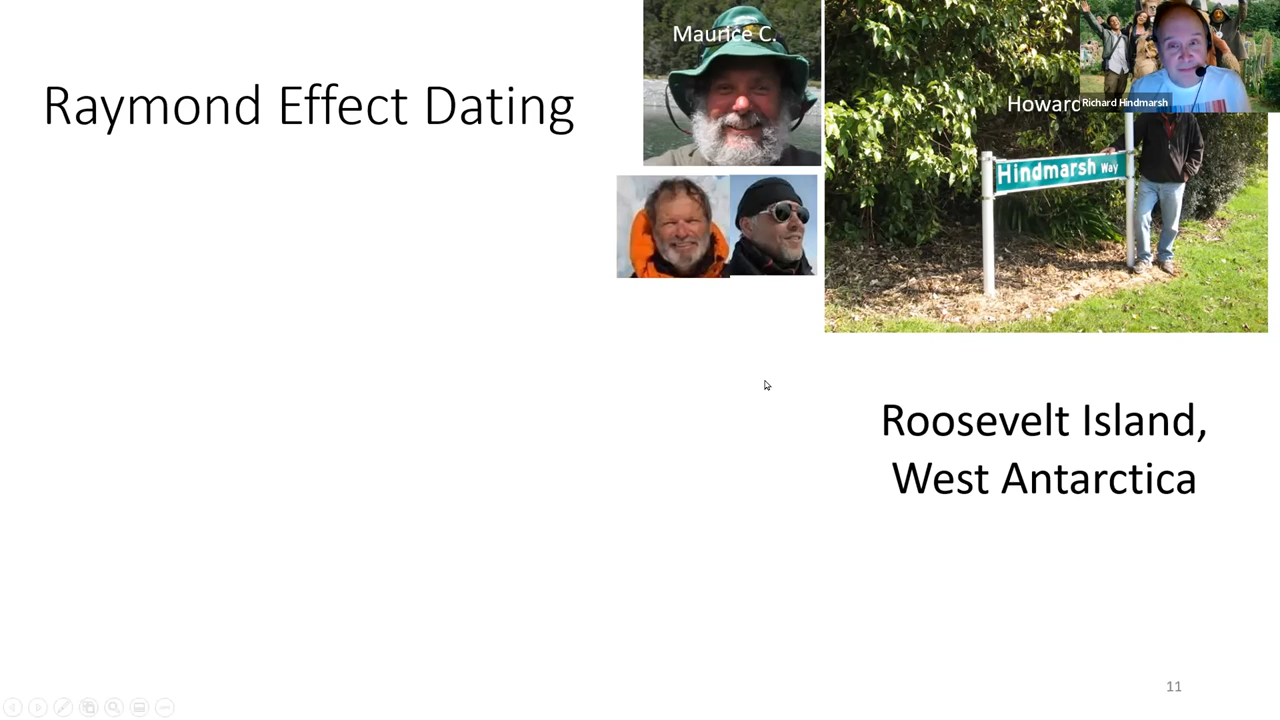 Raymond Effect Dating
Maurice C.
Howard
Richard Hindmarsh
Hindmarsh Way
Roosevelt Island,
West Antarctica
11